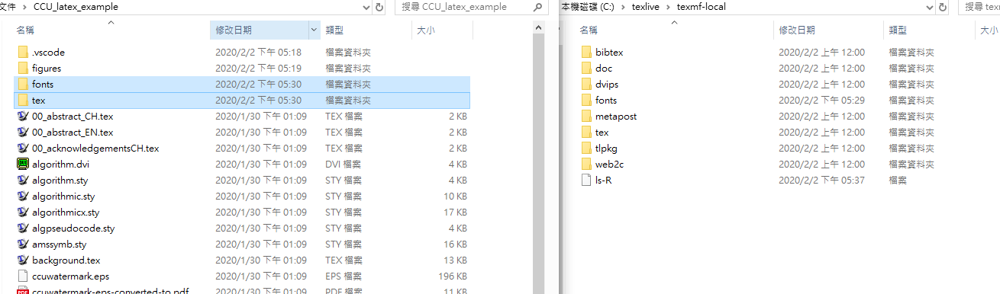 文件 › CCU_latex_example
搜尋 CCU_latex_example
名稱 修改日期 類型 大小
.vscode 2020/2/2 下午 05:18 檔案資料夾
figures 2020/2/2 下午 05:19 檔案資料夾
fonts 2020/2/2 下午 05:30 檔案資料夾
tex 2020/2/2 下午 05:30 檔案資料夾
00_abstract_CH.tex 2020/1/30 下午 01:09 TEX 檔案 2 KB
00_abstract_EN.tex 2020/1/30 下午 01:09 TEX 檔案 2 KB
00_acknowledgementsCH.tex 2020/1/30 下午 01:09 TEX 檔案 2 KB
algorithm.dvi 2020/1/30 下午 01:09 DVI 檔案 4 KB
algorithm.sty 2020/1/30 下午 01:09 STY 檔案 4 KB
algorithmic.sty 2020/1/30 下午 01:09 STY 檔案 10 KB
algorithmicx.sty 2020/1/30 下午 01:09 STY 檔案 17 KB
algpseudocode.sty 2020/1/30 下午 01:09 STY 檔案 4 KB
amssymb.sty 2020/1/30 下午 01:09 STY 檔案 16 KB
background.tex 2020/1/30 下午 01:09 TEX 檔案 13 KB
ccuwatermark.eps 2020/1/30 下午 01:09 EPS 檔案 196 KB
ccuwatermark-eps-converted-to.pdf 2020/1/30 下午 01:09 PDF 檔案 11 KB
本機磁碟 (C:) › texlive › texmf-local
搜尋 texm
名稱 修改日期 類型 大小
bibtex 2020/2/2 上午 12:00 檔案資料夾
doc 2020/2/2 上午 12:00 檔案資料夾
dvips 2020/2/2 上午 12:00 檔案資料夾
fonts 2020/2/2 下午 05:29 檔案資料夾
metapost 2020/2/2 上午 12:00 檔案資料夾
tex 2020/2/2 上午 12:00 檔案資料夾
tlpkg 2020/2/2 上午 12:00 檔案資料夾
web2c 2020/2/2 上午 12:00 檔案資料夾
ls-R 2020/2/2 下午 05:37 檔案